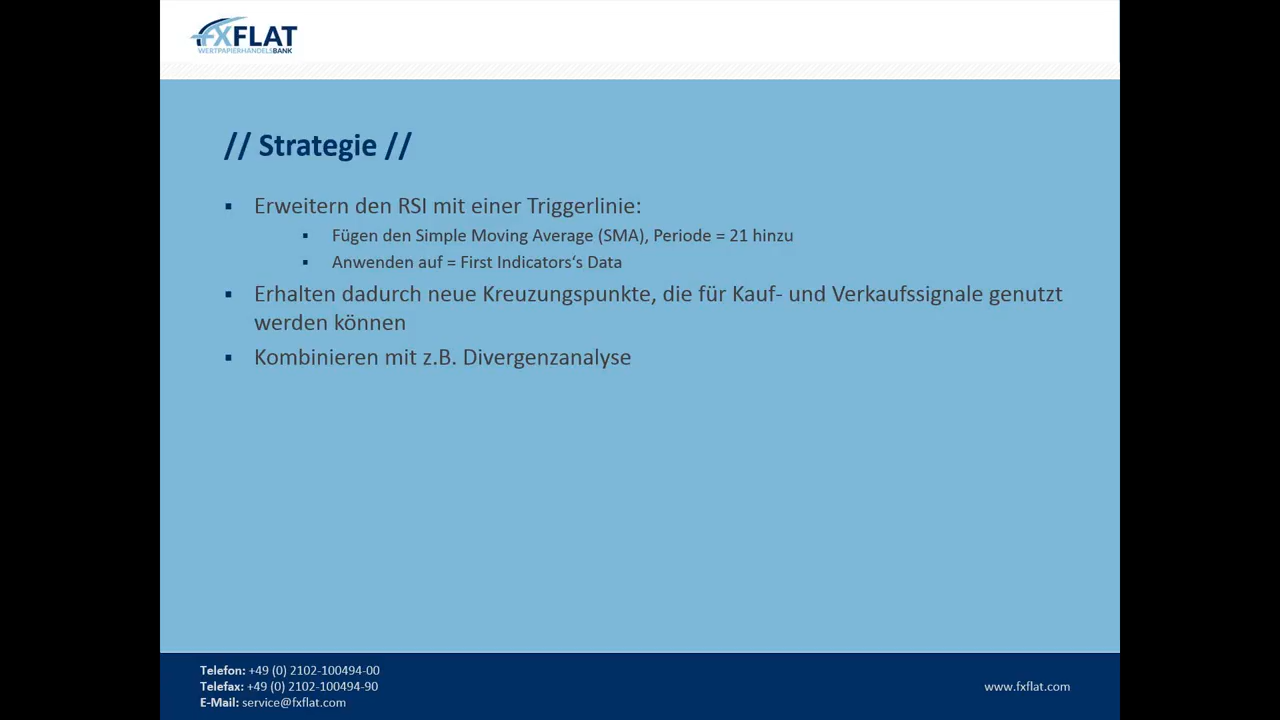 FXFLAT
WERTPAPIERHANDELSBANK
// Strategie //
▪ Erweitern den RSI mit einer Triggerlinie:
▪ Fügen den Simple Moving Average (SMA), Periode = 21 hinzu
▪ Anwenden auf = First Indicators‘s Data
▪ Erhalten dadurch neue Kreuzungspunkte, die für Kauf- und Verkaufssignale genutzt
werden können
▪ Kombinieren mit z.B. Divergenzanalyse
Telefon: +49 (0) 2102-100494-00
Telefax: +49 (0) 2102-100494-90
E-Mail: service@fxflat.com
www.fxflat.com